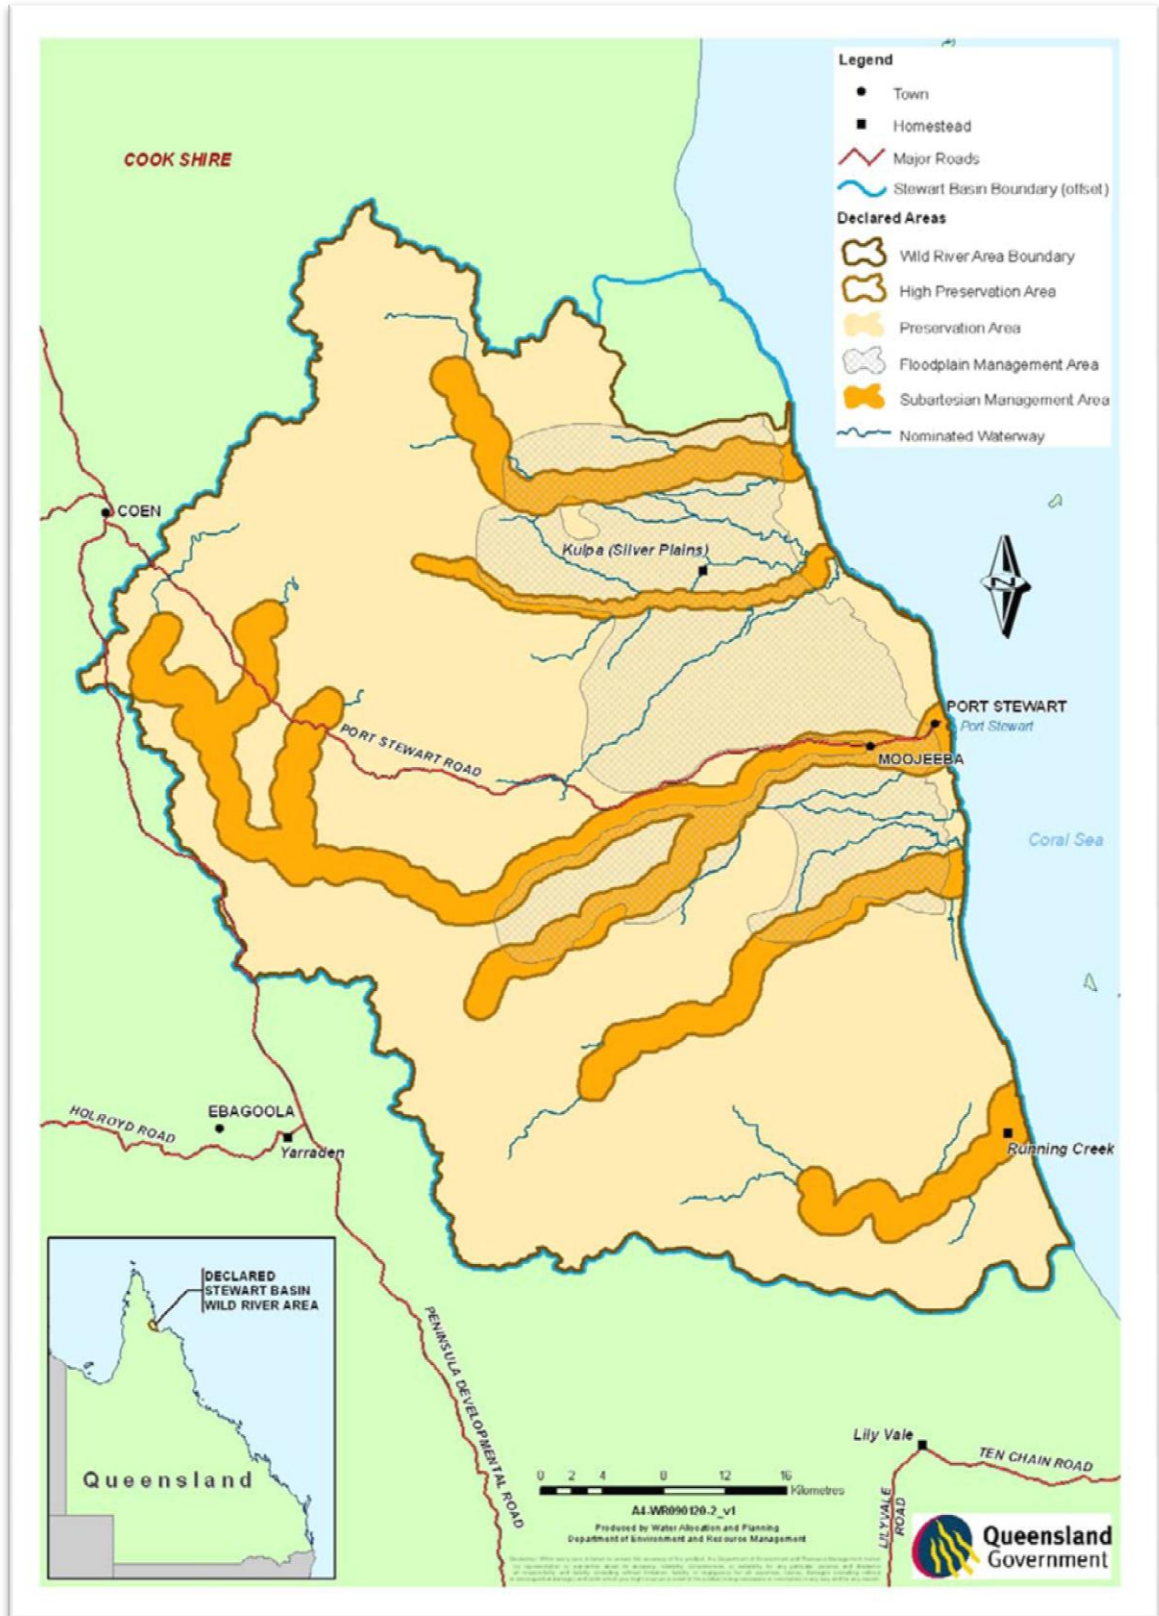 Legend
Town
Homestead
Major Roads
Stewart Basin Boundary (offset)
Declared Areas
Wild River Area Boundary
High Preservation Area
Preservation Area
Floodplain Management Area
Subartesian Management Area
Nominated Waterway
COOK SHIRE
COEN
Kulpa (Silver Plains)
N
PORT STEWART
Port Stewart
PORT STEWART ROAD
MOOJEEBA
Coral Sea
HOLROYD ROAD
EBAGOOLA
Yarraden
Running Creek
DECLARED
STEWART BASIN
WILD RIVER AREA
Queensland
PENINSULA DEVELOPMENTAL ROAD
Lily Vale
TEN CHAIN ROAD
LILYVALE
ROAD
0 2 4 8 12 16
Kilometres
A4-WR090120-2_v1
Produced by Water Allocation and Planning
Department of Environment and Resource Management
Queensland
Government